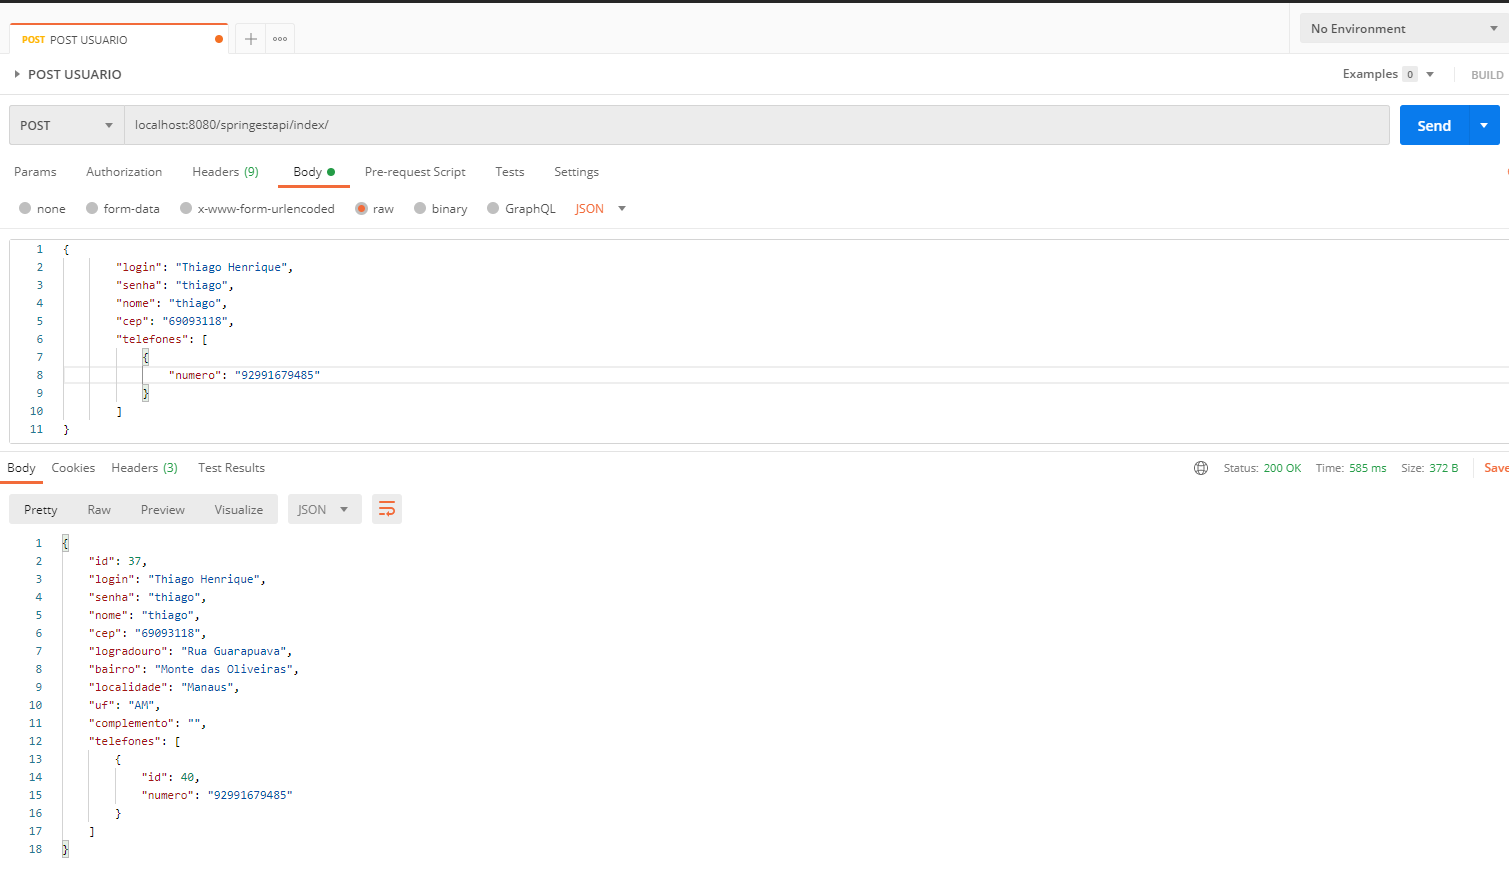 POST POST USUARIO
No Environment
POST USUARIO
Examples 0 BUILD
POST localhost:8080/springestapi/index/ Send
Params Authorization Headers (9) Body Pre-request Script Tests Settings
none form-data x-www-form-urlencoded raw binary GraphQL JSON
1 {
2 "login": "Thiago Henrique",
3 "senha": "thiago",
4 "nome": "thiago",
5 "cep": "69093118",
6 "telefones": [
7 {
8 "numero": "92991679485"
9 }
10 ]
11 }
Body Cookies Headers (3) Test Results Status: 200 OK Time: 585 ms Size: 372 B Save
Pretty Raw Preview Visualize JSON
1 {
2 "id": 37,
3 "login": "Thiago Henrique",
4 "senha": "thiago",
5 "nome": "thiago",
6 "cep": "69093118",
7 "logradouro": "Rua Guarapuava",
8 "bairro": "Monte das Oliveiras",
9 "localidade": "Manaus",
10 "uf": "AM",
11 "complemento": "",
12 "telefones": [
13 {
14 "id": 40,
15 "numero": "92991679485"
16 }
17 ]
18 }